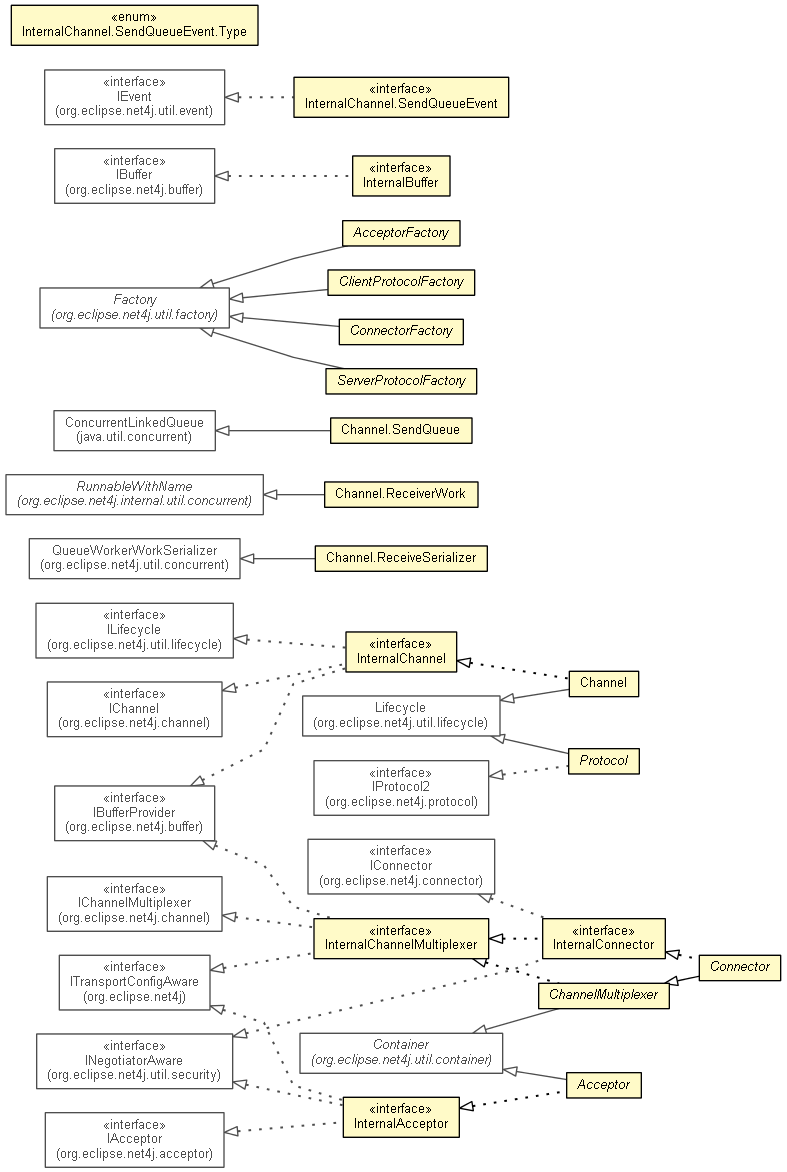 «enum»
InternalChannel.SendQueueEvent.Type
«interface»
IEvent
(org.eclipse.net4j.util.event)
«interface»
InternalChannel.SendQueueEvent
«interface»
IBuffer
(org.eclipse.net4j.buffer)
«interface»
InternalBuffer
AcceptorFactory
ClientProtocolFactory
Factory
(org.eclipse.net4j.util.factory)
ConnectorFactory
ServerProtocolFactory
ConcurrentLinkedQueue
(java.util.concurrent)
Channel.SendQueue
RunnableWithName
(org.eclipse.net4j.internal.util.concurrent)
Channel.ReceiverWork
QueueWorkerWorkSerializer
(org.eclipse.net4j.util.concurrent)
Channel.ReceiveSerializer
«interface»
ILifecycle
(org.eclipse.net4j.util.lifecycle)
«interface»
InternalChannel
Channel
«interface»
IChannel
(org.eclipse.net4j.channel)
Lifecycle
(org.eclipse.net4j.util.lifecycle)
Protocol
«interface»
IProtocol2
(org.eclipse.net4j.protocol)
«interface»
IBufferProvider
(org.eclipse.net4j.buffer)
«interface»
IConnector
(org.eclipse.net4j.connector)
«interface»
IChannelMultiplexer
(org.eclipse.net4j.channel)
«interface»
InternalChannelMultiplexer
«interface»
InternalConnector
Connector
«interface»
ITransportConfigAware
(org.eclipse.net4j)
ChannelMultiplexer
«interface»
INegotiatorAware
(org.eclipse.net4j.util.security)
Container
(org.eclipse.net4j.util.container)
Acceptor
«interface»
InternalAcceptor
«interface»
IAcceptor
(org.eclipse.net4j.acceptor)